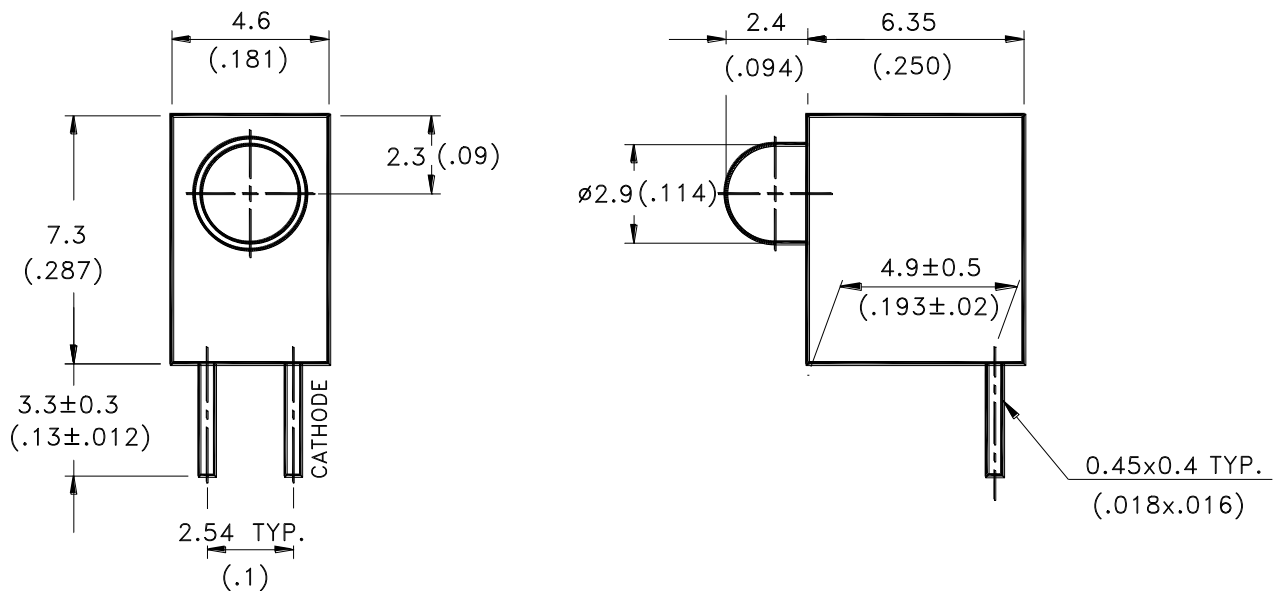 4.6
(.181)
2.3 (.09)
7.3
(.287)
3.3±0.3
(.13±.012)
CATHODE
2.54 TYP.
(.1)
2.4
(.094)
6.35
(.250)
ø2.9(.114)
4.9±0.5
(.193±.02)
0.45x0.4 TYP.
(.018x.016)